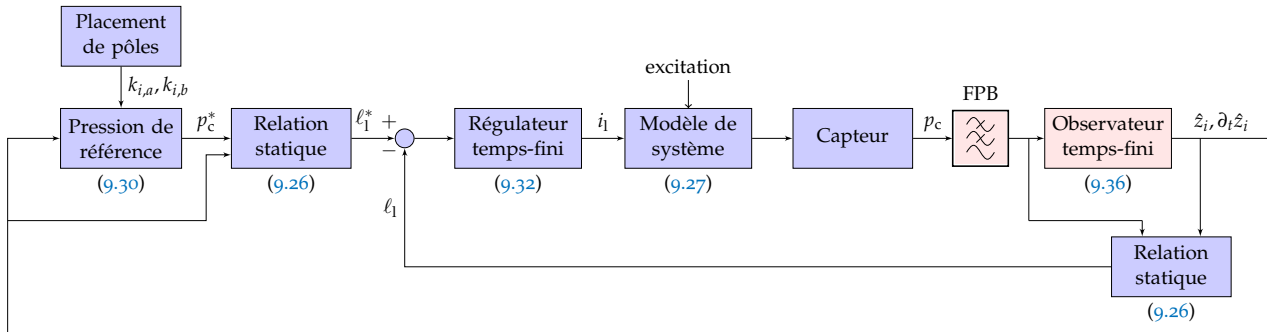 Placement
de pôles
k_{i,a}, k_{i,b}
excitation
FPB
Pression de
référence
(9.30)
p_c^*
Relation
statique
(9.26)
ℓ_l^*
+
−
Régulateur
temps-fini
(9.32)
i_l
Modèle de
système
(9.27)
Capteur
p_c
Observateur
temps-fini
(9.36)
ẑ_i, ∂_tẑ_i
ℓ_l
Relation
statique
(9.26)